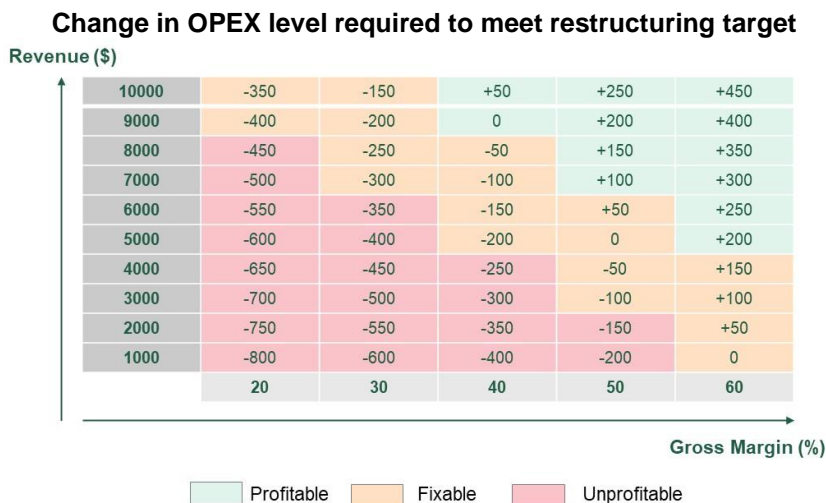 Change in OPEX level required to meet restructuring target
Revenue ($)
10000 -350 -150 +50 +250 +450
9000 -400 -200 0 +200 +400
8000 -450 -250 -50 +150 +350
7000 -500 -300 -100 +100 +300
6000 -550 -350 -150 +50 +250
5000 -600 -400 -200 0 +200
4000 -650 -450 -250 -50 +150
3000 -700 -500 -300 -100 +100
2000 -750 -550 -350 -150 +50
1000 -800 -600 -400 -200 0
20 30 40 50 60
Gross Margin (%)
Profitable Fixable Unprofitable